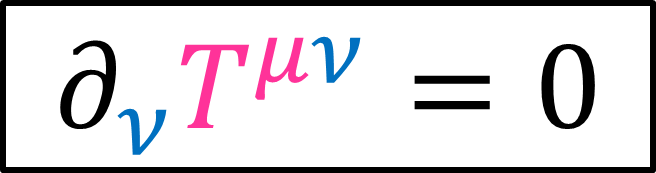 ∂_ν T^{μν} = 0